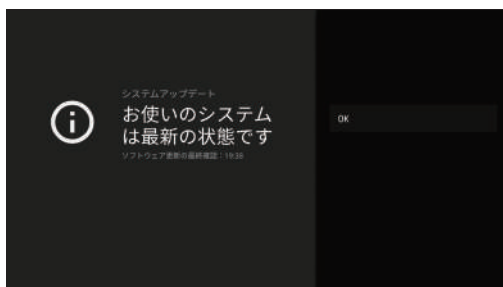 システムアップデート
お使いのシステム
は最新の状態です
ソフトウェア更新の最終確認：19:38
OK